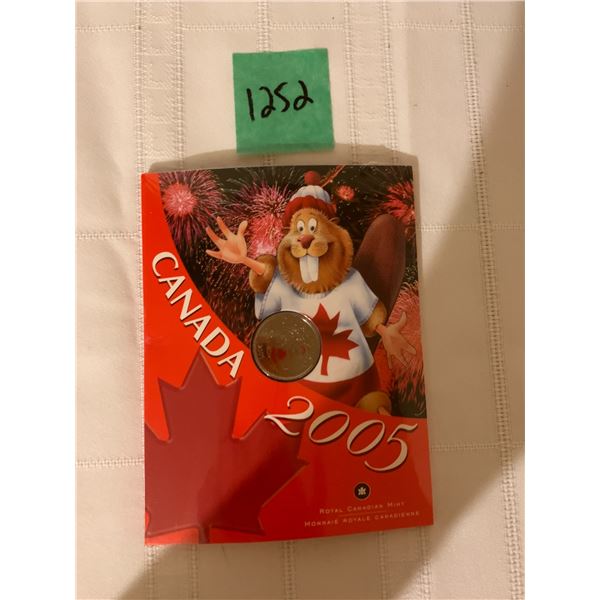 1252
CANADA
2005
ROYAL CANADIAN MINT
MONNAIE ROYALE CANADIENNE